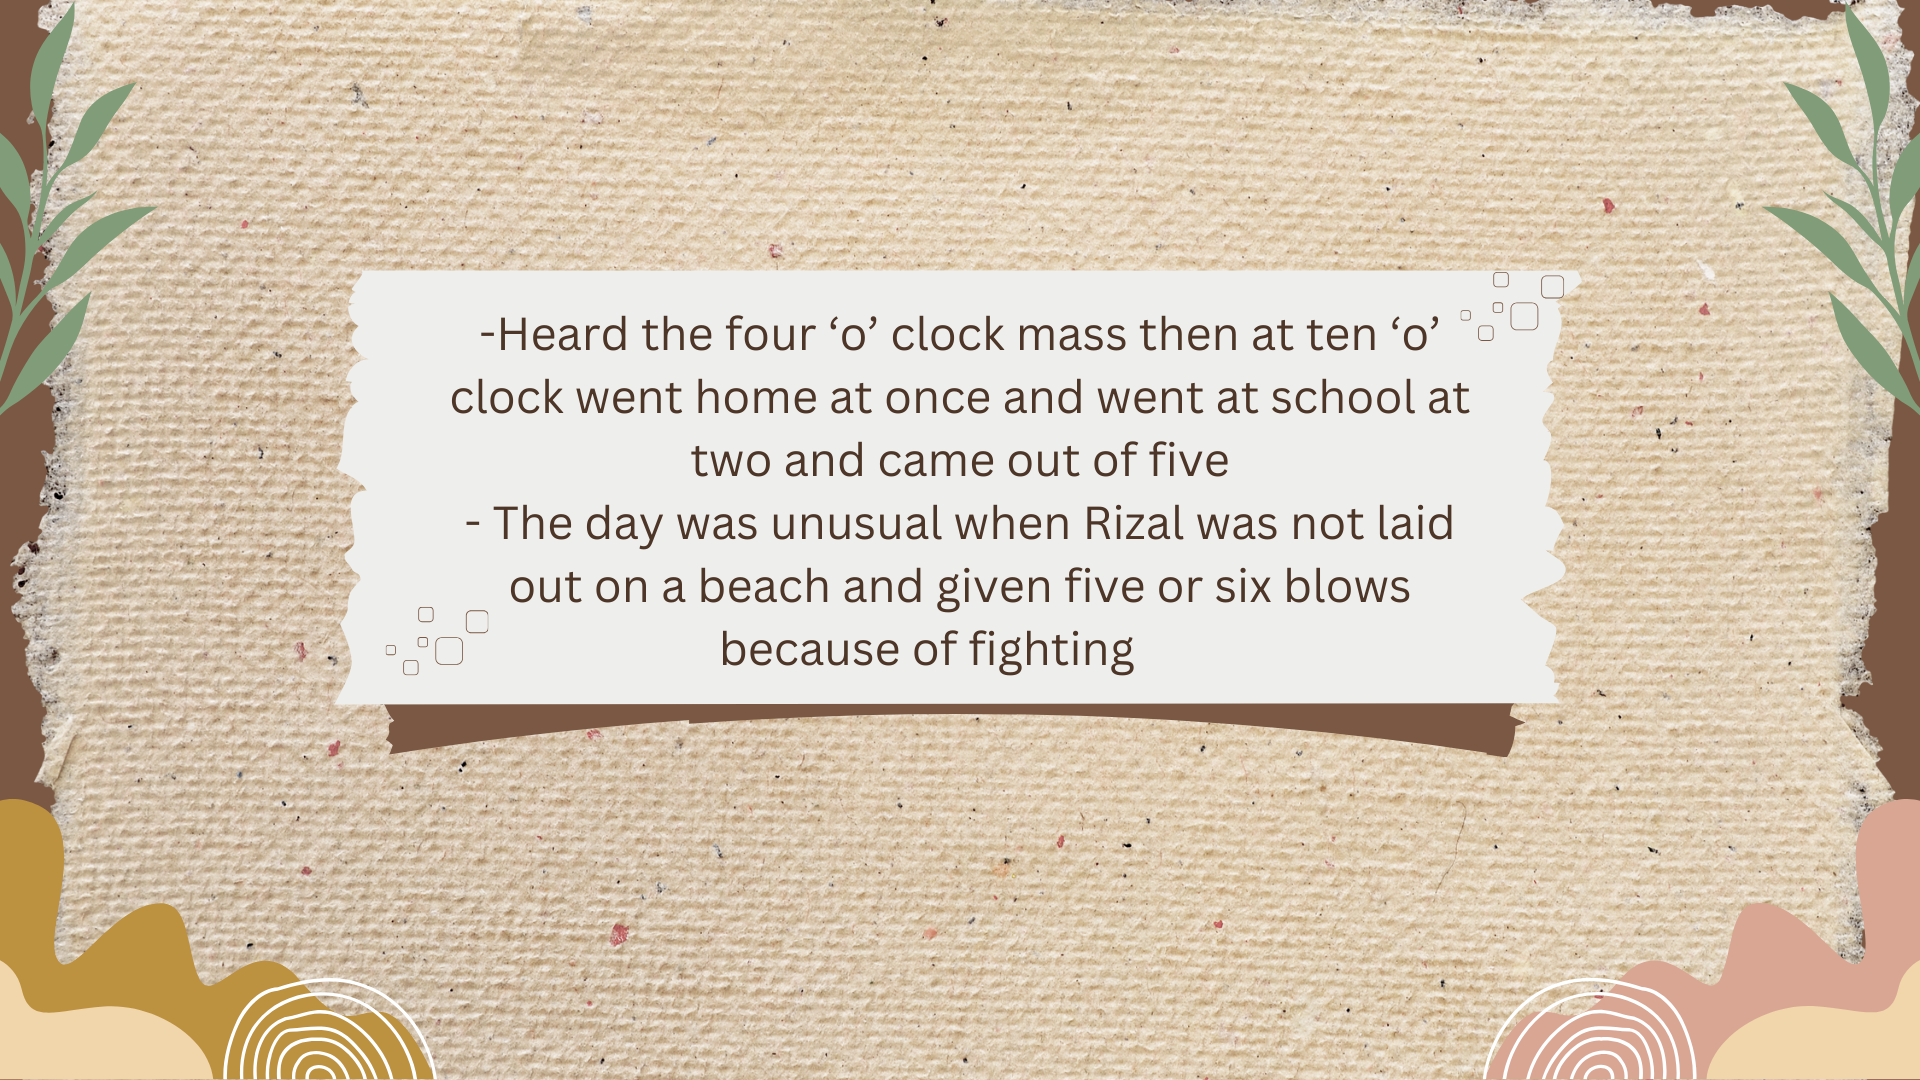 -Heard the four ‘o’ clock mass then at ten ‘o’
clock went home at once and went at school at
two and came out of five
- The day was unusual when Rizal was not laid
out on a beach and given five or six blows
because of fighting